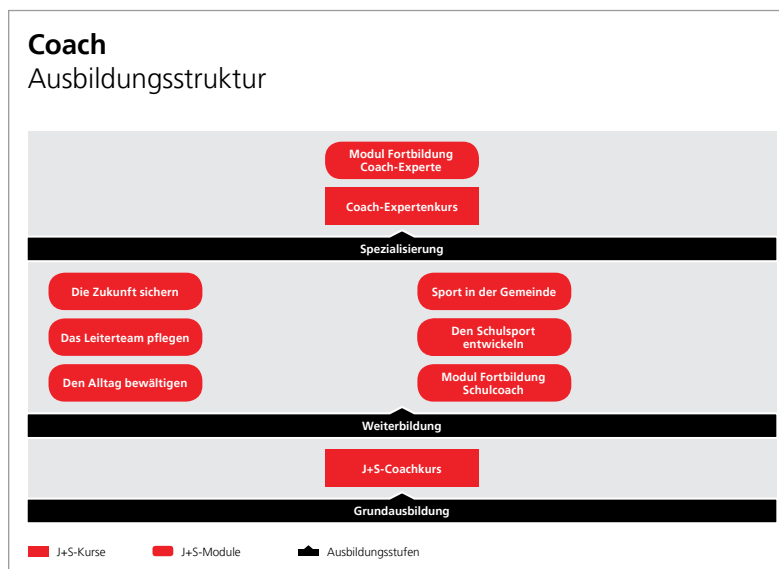 Coach
Ausbildungsstruktur
Modul Fortbildung
Coach-Experte
Coach-Expertenkurs
Spezialisierung
Die Zukunft sichern
Sport in der Gemeinde
Das Leiterteam pflegen
Den Schulsport
entwickeln
Den Alltag bewältigen
Modul Fortbildung
Schulcoach
Weiterbildung
J+S-Coachkurs
Grundausbildung
J+S-Kurse
J+S-Module
Ausbildungsstufen